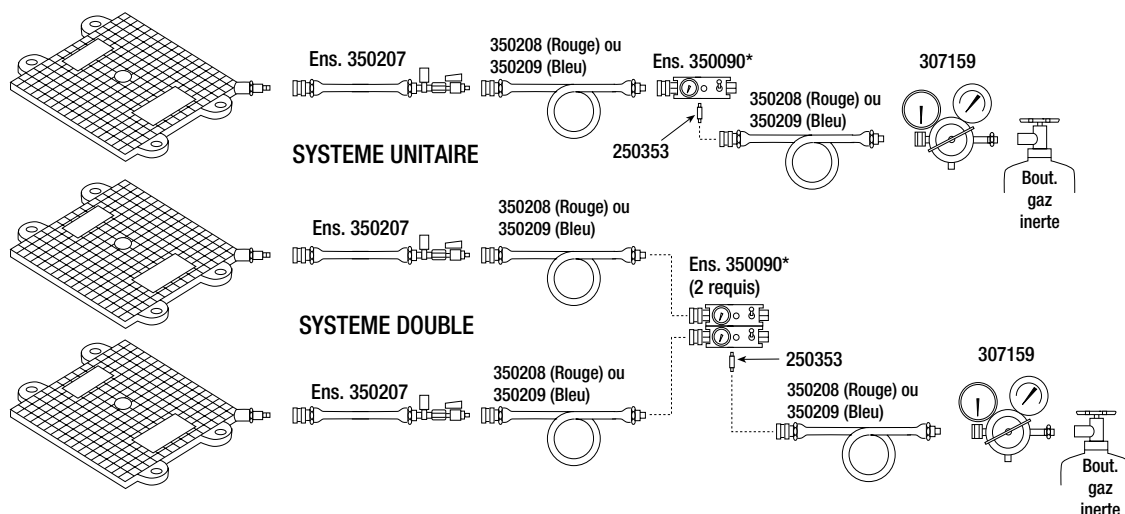 Ens. 350207
350208 (Rouge) ou
350209 (Bleu)
Ens. 350090*
250353
350208 (Rouge) ou
350209 (Bleu)
307159
Bout.
gaz
inerte
SYSTEME UNITAIRE
Ens. 350207
350208 (Rouge) ou
350209 (Bleu)
Ens. 350090*
(2 requis)
SYSTEME DOUBLE
250353
Ens. 350207
350208 (Rouge) ou
350209 (Bleu)
350208 (Rouge) ou
350209 (Bleu)
307159
Bout.
gaz
inerte